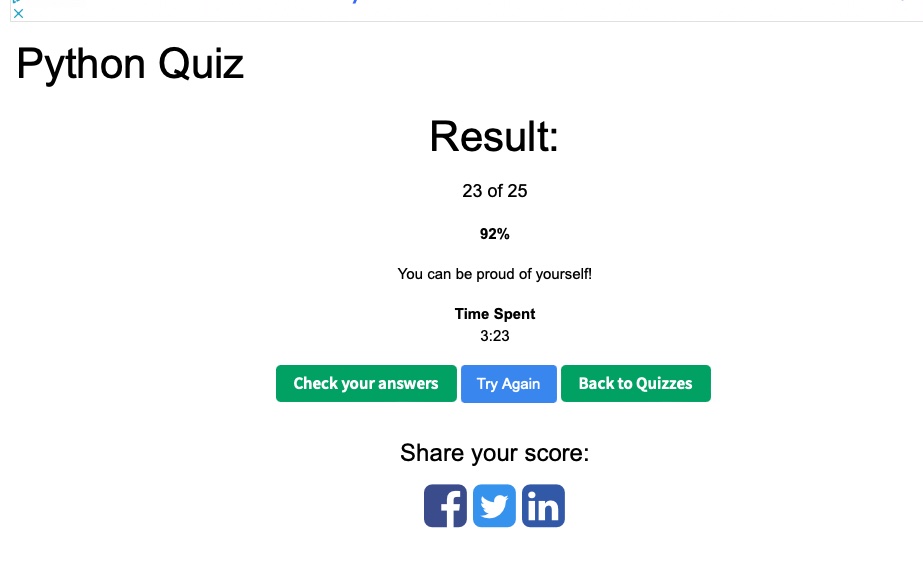 Python Quiz
Result:
23 of 25
92%
You can be proud of yourself!
Time Spent
3:23
Check your answers Try Again Back to Quizzes
Share your score:
f in